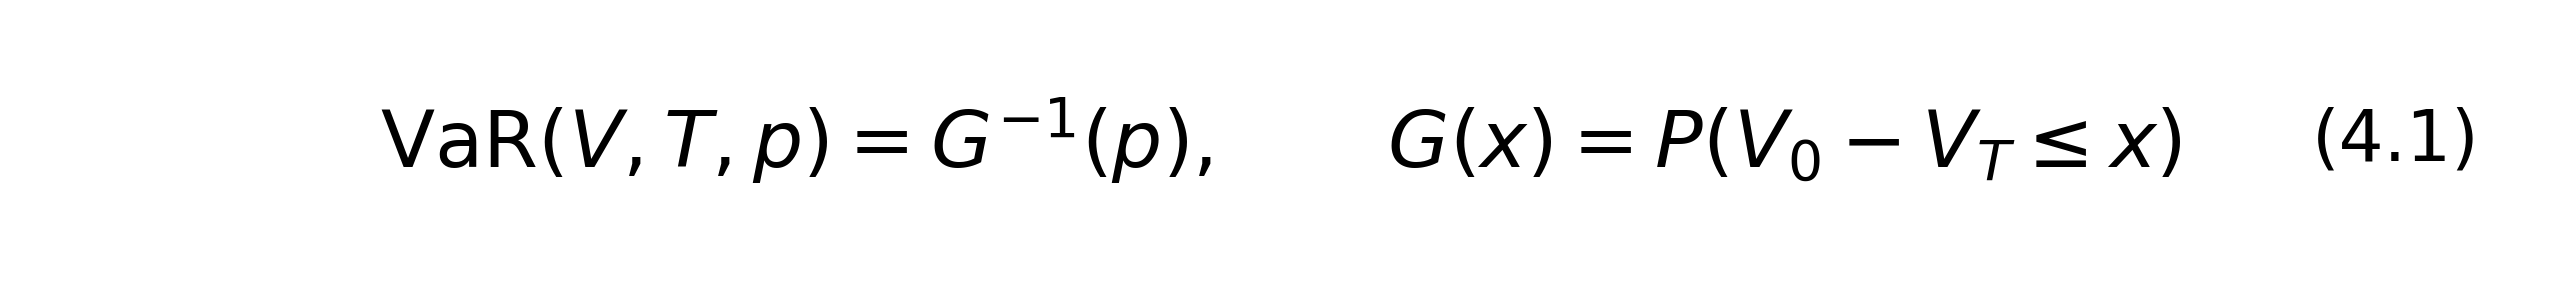 VaR(V, T, p) = G⁻¹(p), G(x) = P(V₀ − V_T ≤ x) (4.1)